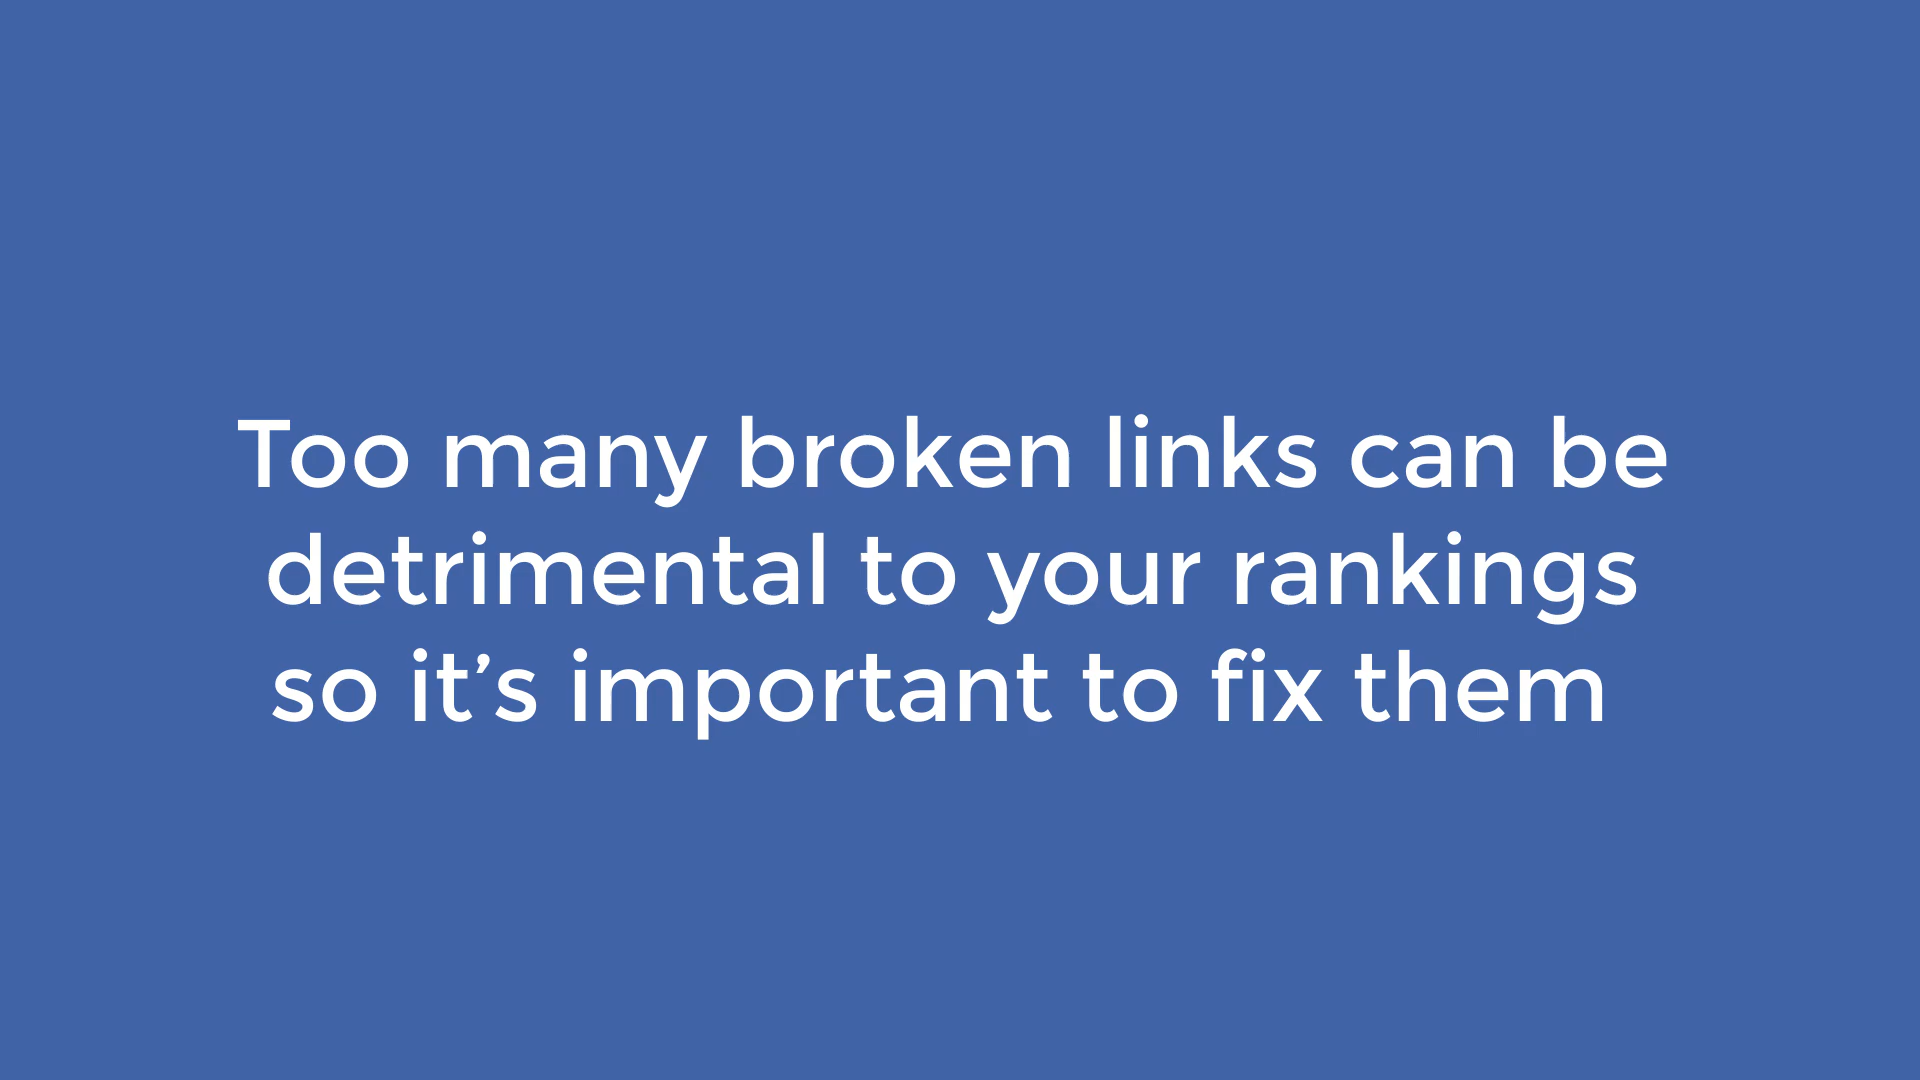 Too many broken links can be
detrimental to your rankings
so it’s important to fix them